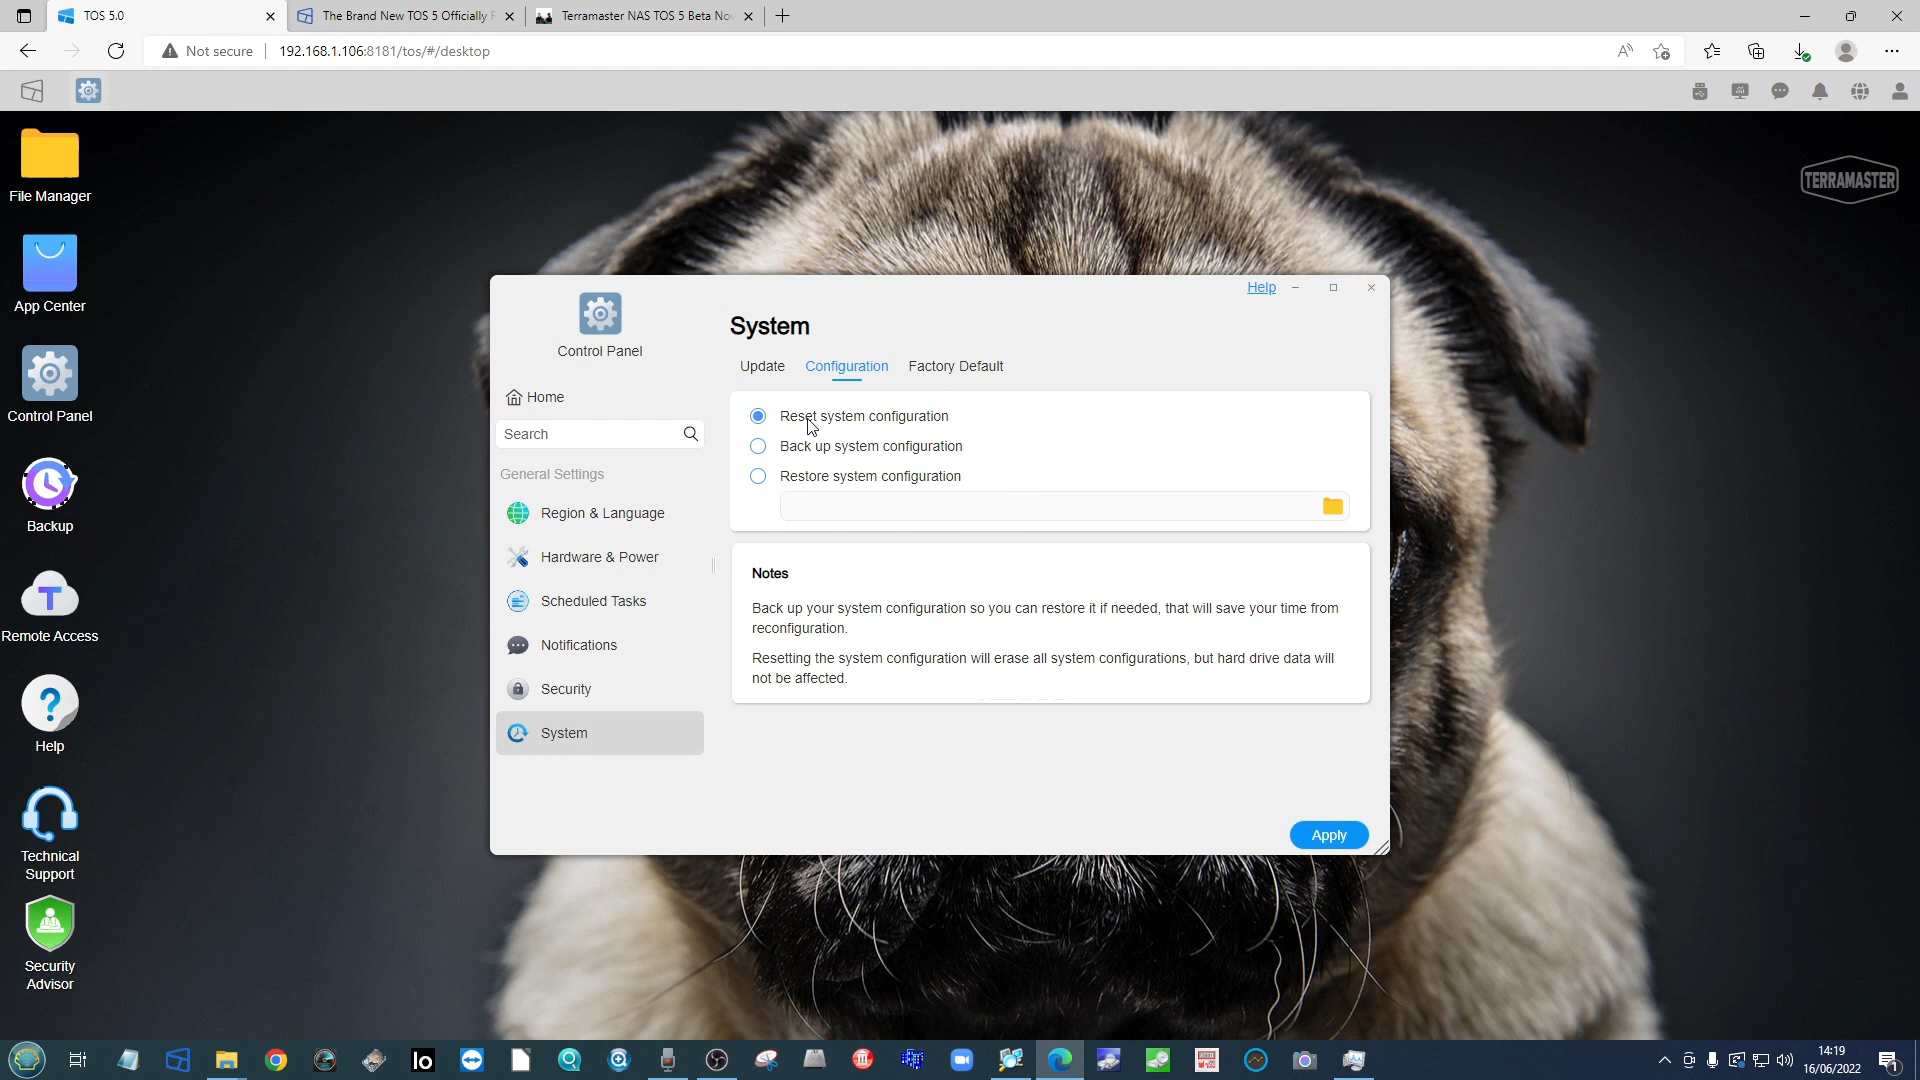 TOS 5.0
The Brand New TOS 5 Officially R
Terramaster NAS TOS 5 Beta Nov
Not secure
192.168.1.106:8181/tos/#/desktop
File Manager
App Center
Control Panel
Backup
Remote Access
Help
Technical
Support
Security
Advisor
TERRAMASTER
Help
Control Panel
Home
Search
General Settings
Region & Language
Hardware & Power
Scheduled Tasks
Notifications
Security
System
System
Update
Configuration
Factory Default
Reset system configuration
Back up system configuration
Restore system configuration
Notes
Back up your system configuration so you can restore it if needed, that will save your time from
reconfiguration.
Resetting the system configuration will erase all system configurations, but hard drive data will
not be affected.
Apply
Io
14:19
16/06/2022
1